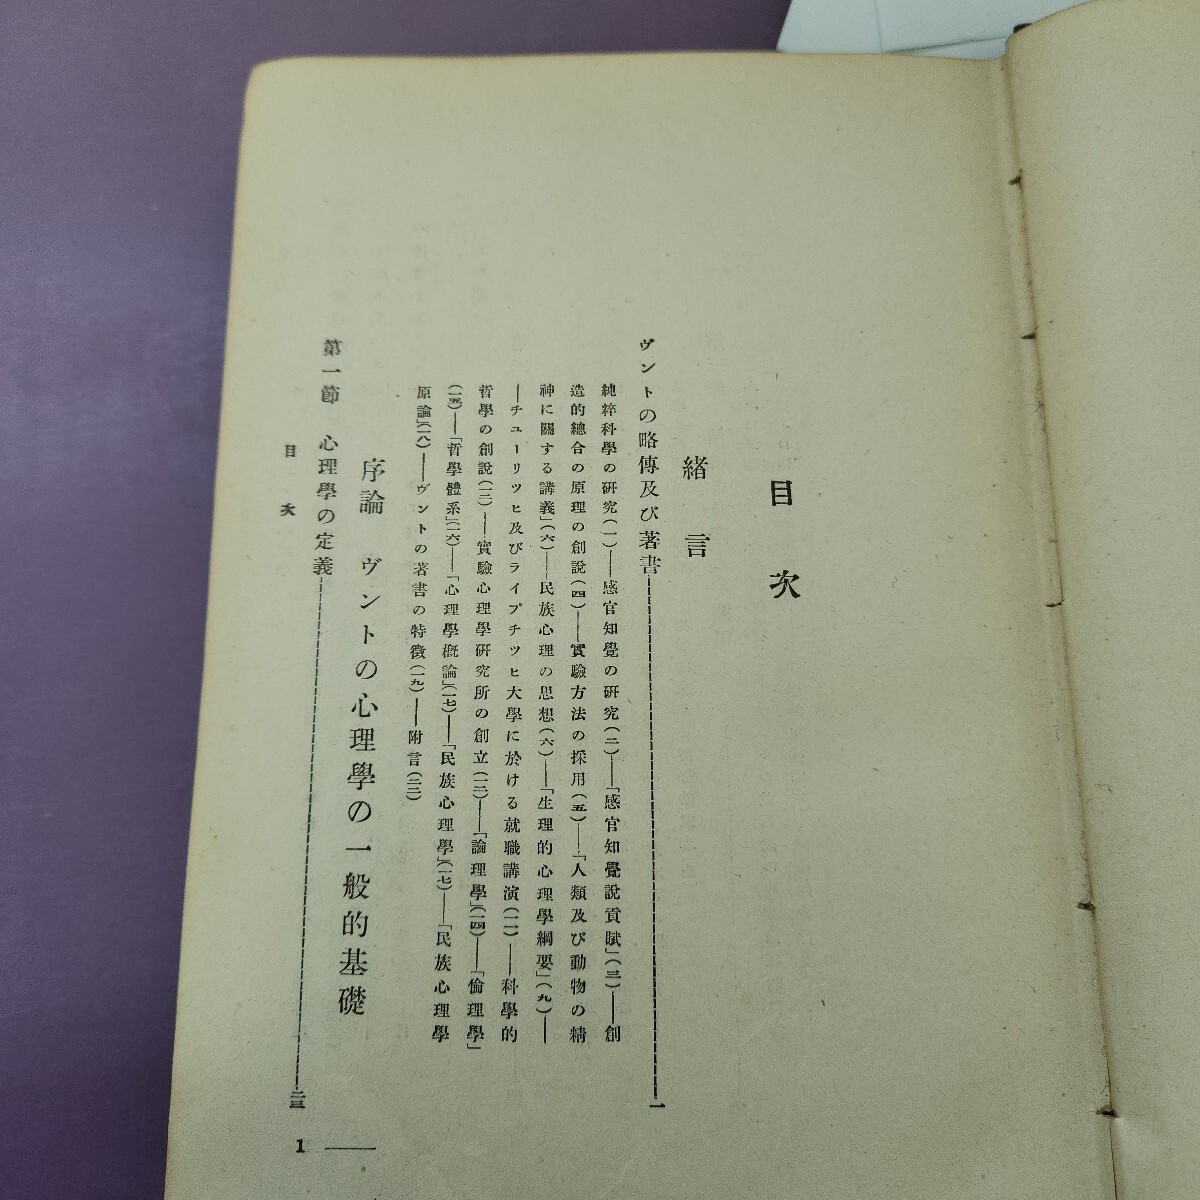 目次
緒言
ヴントの略傳及び著書 一
純粹科學の硏究(一)――感官知覺の硏究(二)――「感官知覺說貢賦」(三)――創
造的總合の原理の創說(四)――實驗方法の採用(五)――「人類及び動物の精
神に關する講義」(六)――民族心理の思想(六)――「生理的心理學綱要」(九)――
――チューリツヒ及びライプチツヒ大學に於ける就職講演(一一)――科學的
哲學の創說(一二)――實驗心理學硏究所の創立(一三)――「論理學」(一四)――「倫理學」
(一五)――「哲學體系」(一六)――「心理學槪論」(一七)――「民族心理學」(一七)――「民族心理學
原論」(一八)――ヴントの著書の特徵(一九)――附言(二二)
序論 ヴントの心理學の一般的基礎
第一節 心理學の定義 二三
目次
1